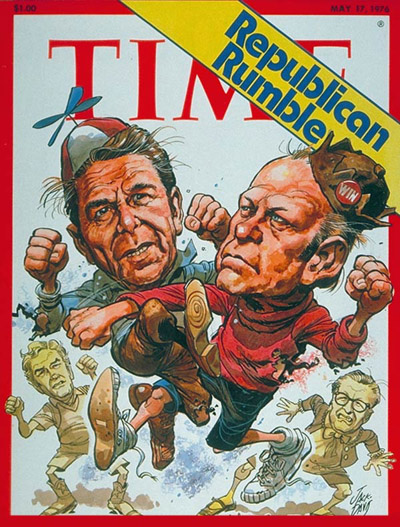 $1.00
MAY 17, 1976
TIME
®
Republican
Rumble
WIN
JACK
DAVIS